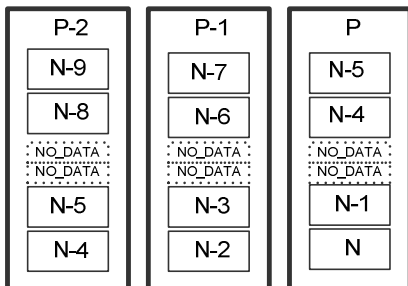 P-2
N-9
N-8
NO_DATA
NO_DATA
N-5
N-4
P-1
N-7
N-6
NO_DATA
NO_DATA
N-3
N-2
P
N-5
N-4
NO_DATA
NO_DATA
N-1
N